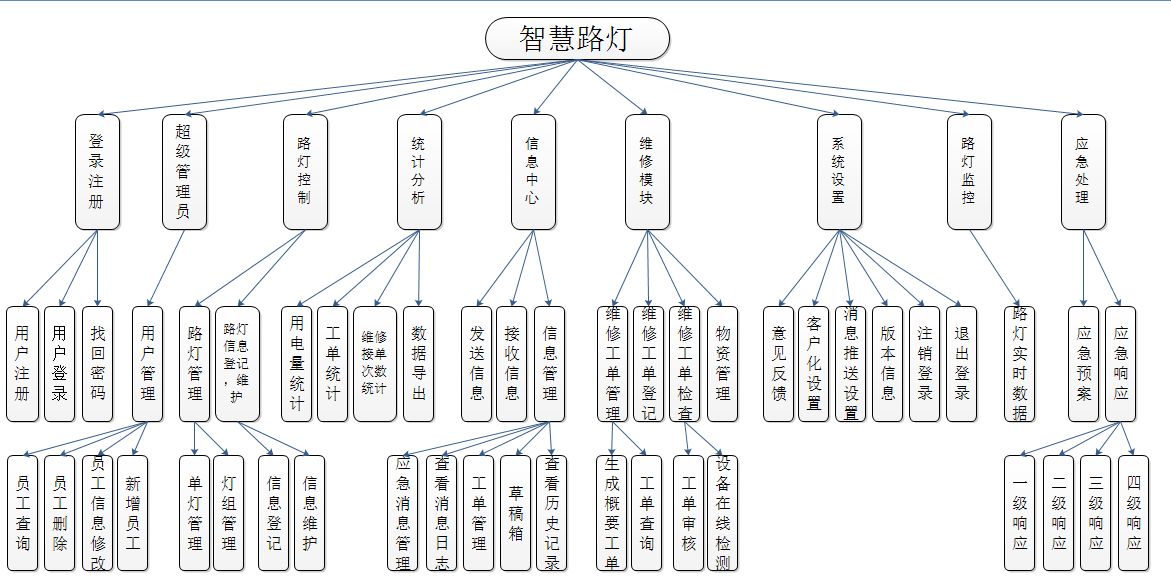 智慧路灯
登录注册
超级管理员
路灯控制
统计分析
信息中心
维修模块
系统设置
路灯监控
应急处理
用户注册
用户登录
找回密码
用户管理
路灯管理
路灯
信息
登记
，维
护
用电量统计
工单统计
维修
接单
次数
统计
数据导出
发送信息
接收信息
信息管理
维修工单管理
维修工单登记
维修工单检查
物资管理
意见反馈
客户化设置
消息推送设置
版本信息
注销登录
退出登录
路灯实时数据
应急预案
应急响应
员工查询
员工删除
员工信息修改
新增员工
单灯管理
灯组管理
信息登记
信息维护
应急消息管理
查看消息日志
工单管理
草稿箱
查看历史记录
生成概要工单
工单查询
工单审核
设备在线检测
一级响应
二级响应
三级响应
四级响应